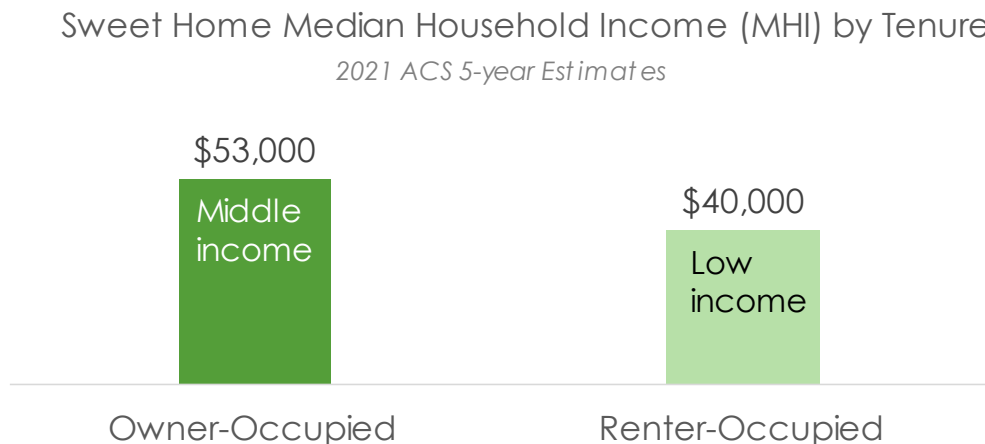 Sweet Home Median Household Income (MHI) by Tenure
2021 ACS 5-year Estimates
$53,000
Middle
income
$40,000
Low
income
Owner-Occupied
Renter-Occupied